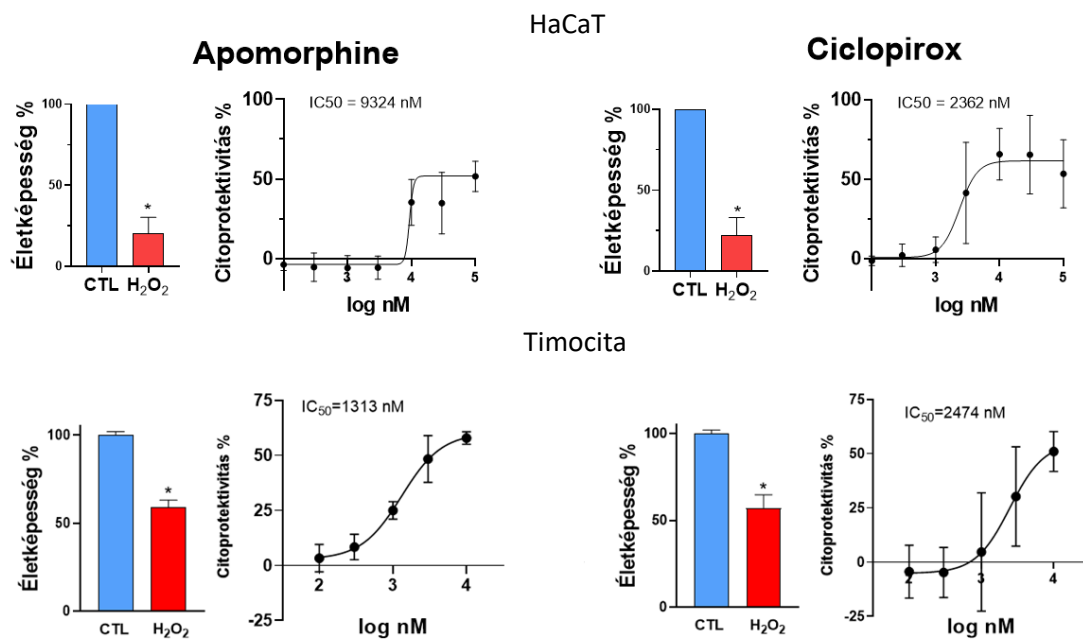 HaCaT
Apomorphine
Életképesség %
100
50
0
*
CTL
H₂O₂
Citoprotektivitás %
IC50 = 9324 nM
100
50
0
3
4
5
log nM
Ciclopirox
Életképesség %
100
50
0
*
CTL
H₂O₂
Citoprotektivitás %
IC50 = 2362 nM
100
50
0
3
4
5
log nM
Timocita
Életképesség %
100
50
0
*
CTL
H₂O₂
Citoprotektivitás %
IC₅₀=1313 nM
75
50
25
0
-25
2
3
4
log nM
Életképesség %
100
50
0
*
CTL
H₂O₂
Citoprotektivitás %
IC₅₀=2474 nM
75
50
25
0
-25
2
3
4
log nM